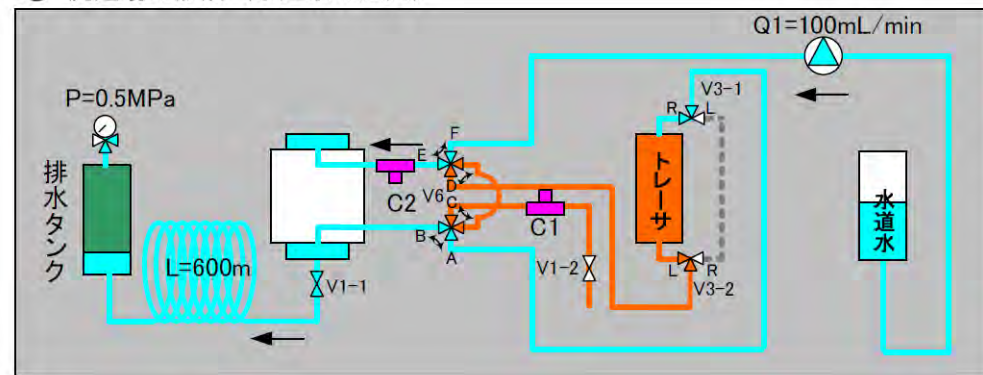 Q1=100mL/min
P=0.5MPa
排水タンク
L=600m
V1-1
C2
E
F
V6
D
C
B
A
C1
V1-2
トレーサ
R
L
V3-1
L
R
V3-2
水道水